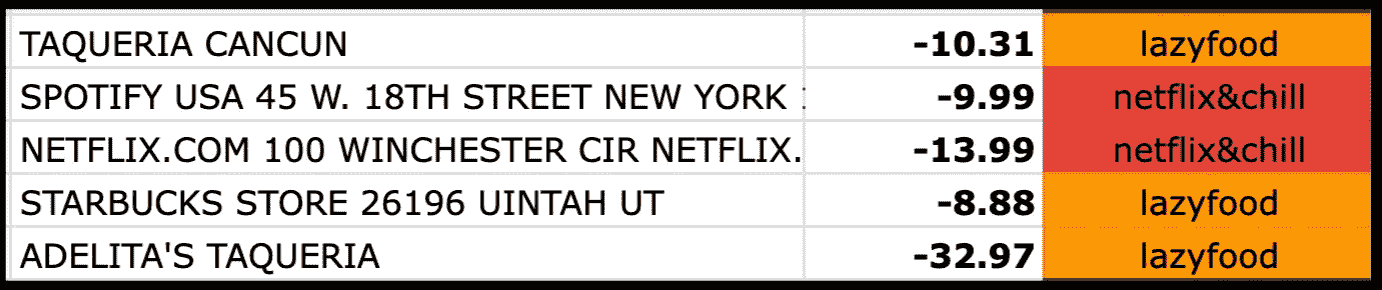 TAQUERIA CANCUN -10.31 lazyfood
SPOTIFY USA 45 W. 18TH STREET NEW YORK -9.99 netflix&chill
NETFLIX.COM 100 WINCHESTER CIR NETFLIX. -13.99 netflix&chill
STARBUCKS STORE 26196 UINTAH UT -8.88 lazyfood
ADELITA'S TAQUERIA -32.97 lazyfood